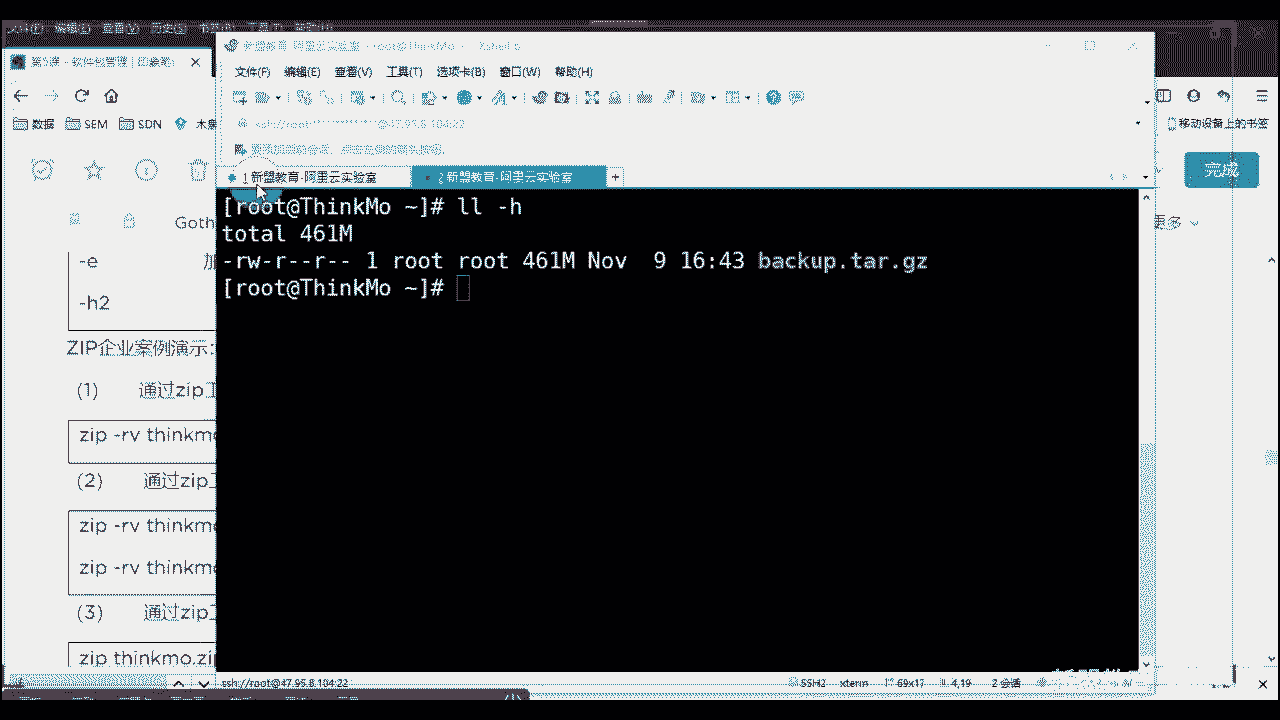 文件(F) 编辑(E) 查看(V) 工具(T) 选项卡(B) 窗口(W) 帮助(H)
ssh://root:************@47.95.8.104:22
数据 SEM SDN 木
移动设备上的书签
1 新盟教育-阿里云实验室
2 新盟教育-阿里云实验室
完成
[root@ThinkMo ~]# ll -h
total 461M
-rw-r--r-- 1 root root 461M Nov  9 16:43 backup.tar.gz
[root@ThinkMo ~]#
Goth
更多
-e
-h2
ZIP企业案例演示:
(1) 通过zip
zip -rv thinkm
(2) 通过zip
zip -rv thinkm
zip -rv thinkm
(3) 通过zip
zip thinkmo.zip
ssh://root@47.95.8.104:22
SSH2 xterm 69x17 4,19 2 会话